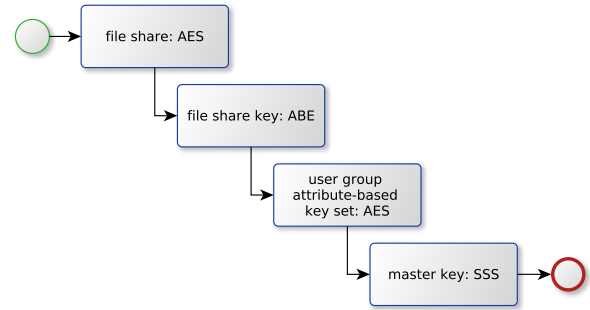 file share: AES
file share key: ABE
user group
attribute-based
key set: AES
master key: SSS